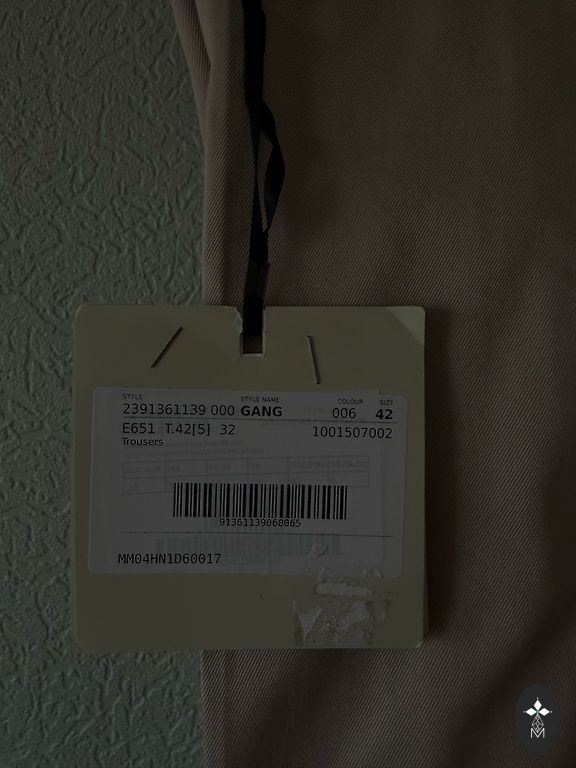 STYLE STYLE NAME COLOUR SIZE
2391361139 000 GANG 006 42
E651 T.42[5] 32 1001507002
Trousers
91361139060065
MM04HN1D60017
M